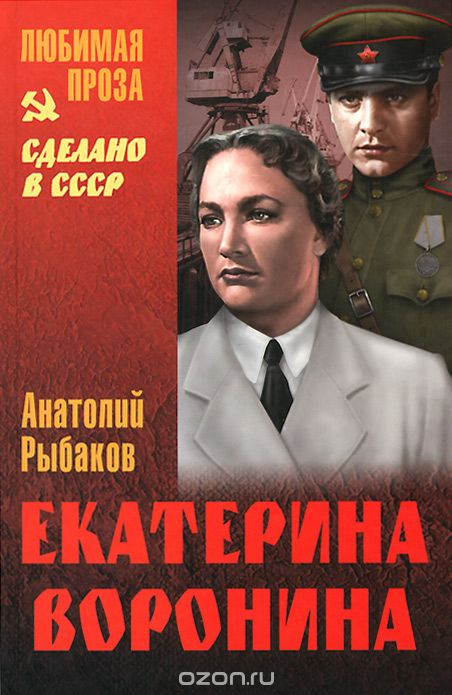 ЛЮБИМАЯ
ПРОЗА
СДЕЛАНО
В СССР
Анатолий
Рыбаков
ЕКАТЕРИНА
ВОРОНИНА
ozon.ru